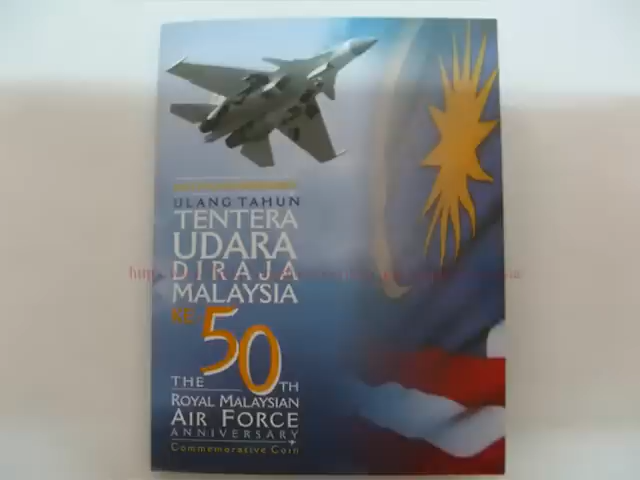 ULANG TAHUN
TENTERA
UDARA
DIRAJA
MALAYSIA
KE-50
THE 50TH
ROYAL MALAYSIAN
AIR FORCE
ANNIVERSARY
Commemorative Coin